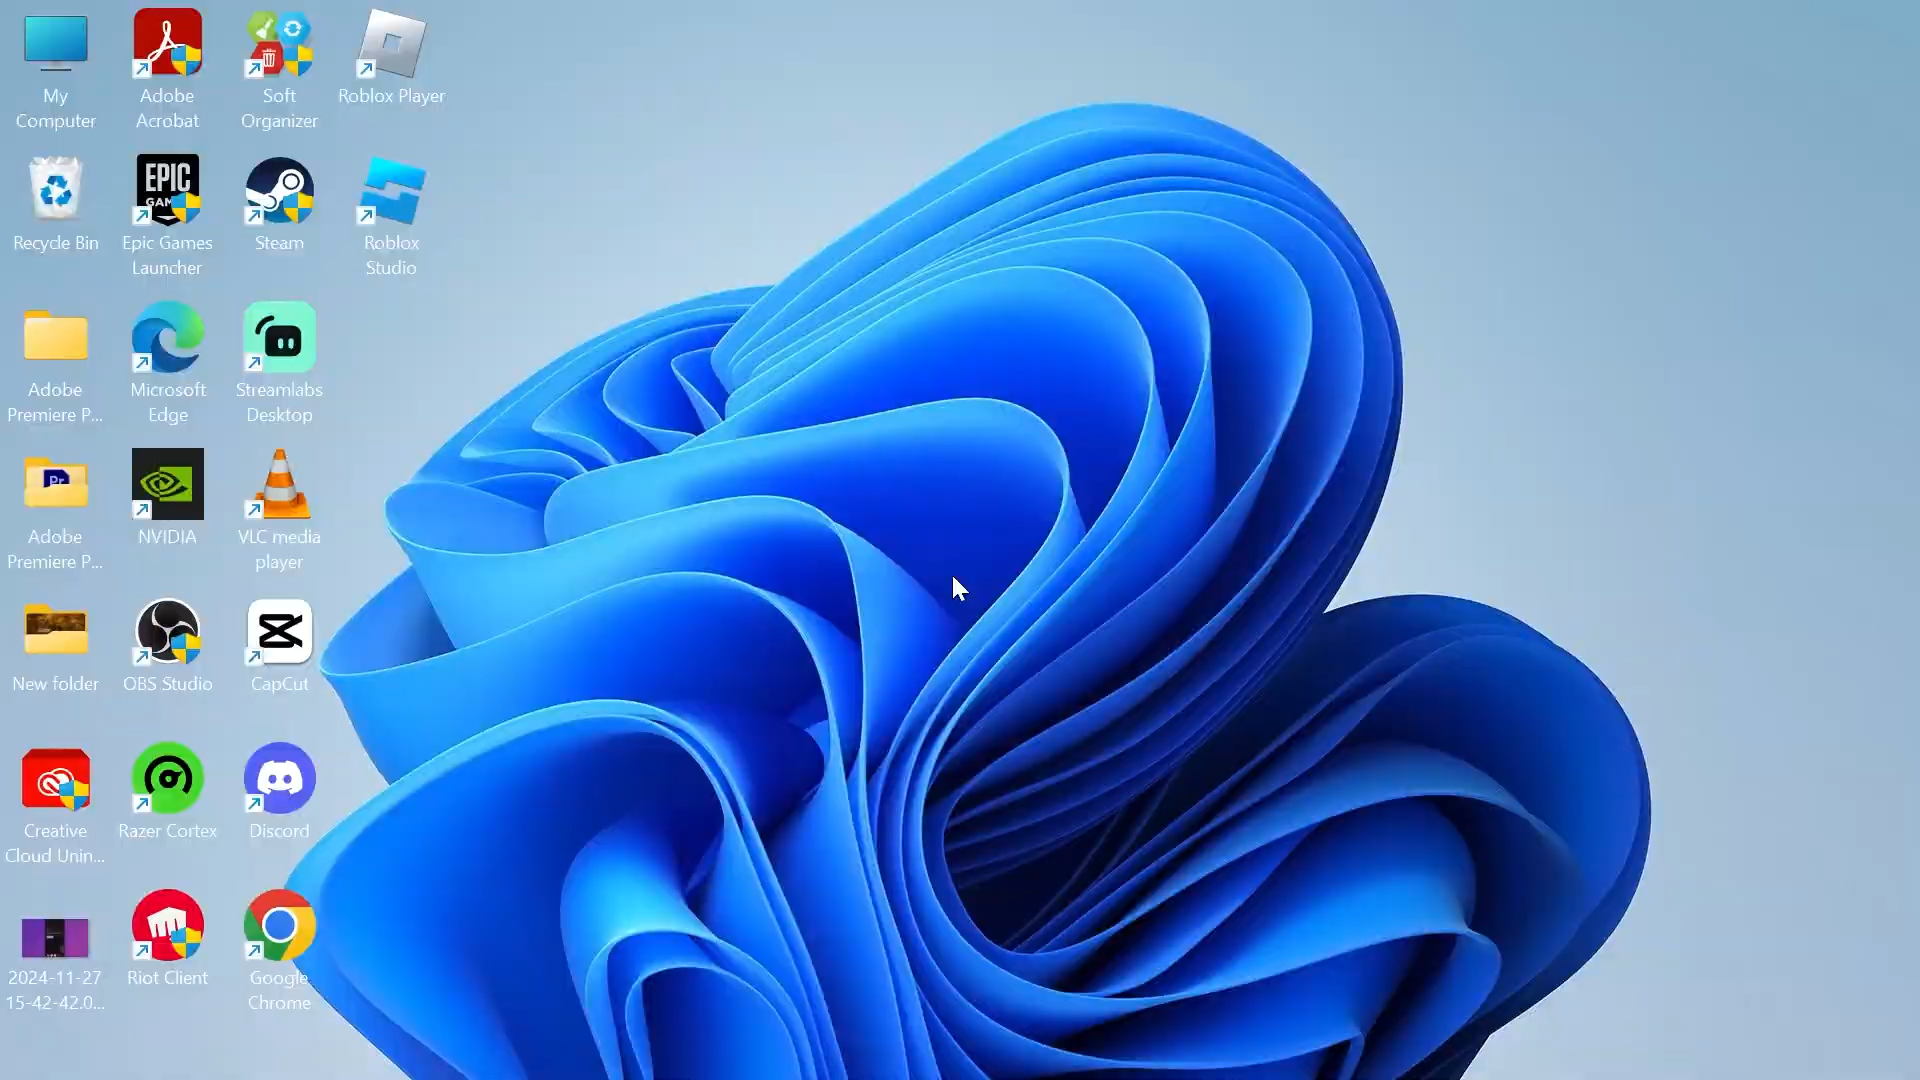 My
Computer
Adobe
Acrobat
Soft
Organizer
Roblox Player
EPIC
GAM
Recycle Bin
Epic Games
Launcher
Steam
Roblox
Studio
Adobe
Premiere P...
Microsoft
Edge
Streamlabs
Desktop
Pr
Adobe
Premiere P...
NVIDIA
VLC media
player
New folder
OBS Studio
CapCut
Creative
Cloud Unin...
Razer Cortex
Discord
2024-11-27
15-42-42.0...
Riot Client
Google
Chrome